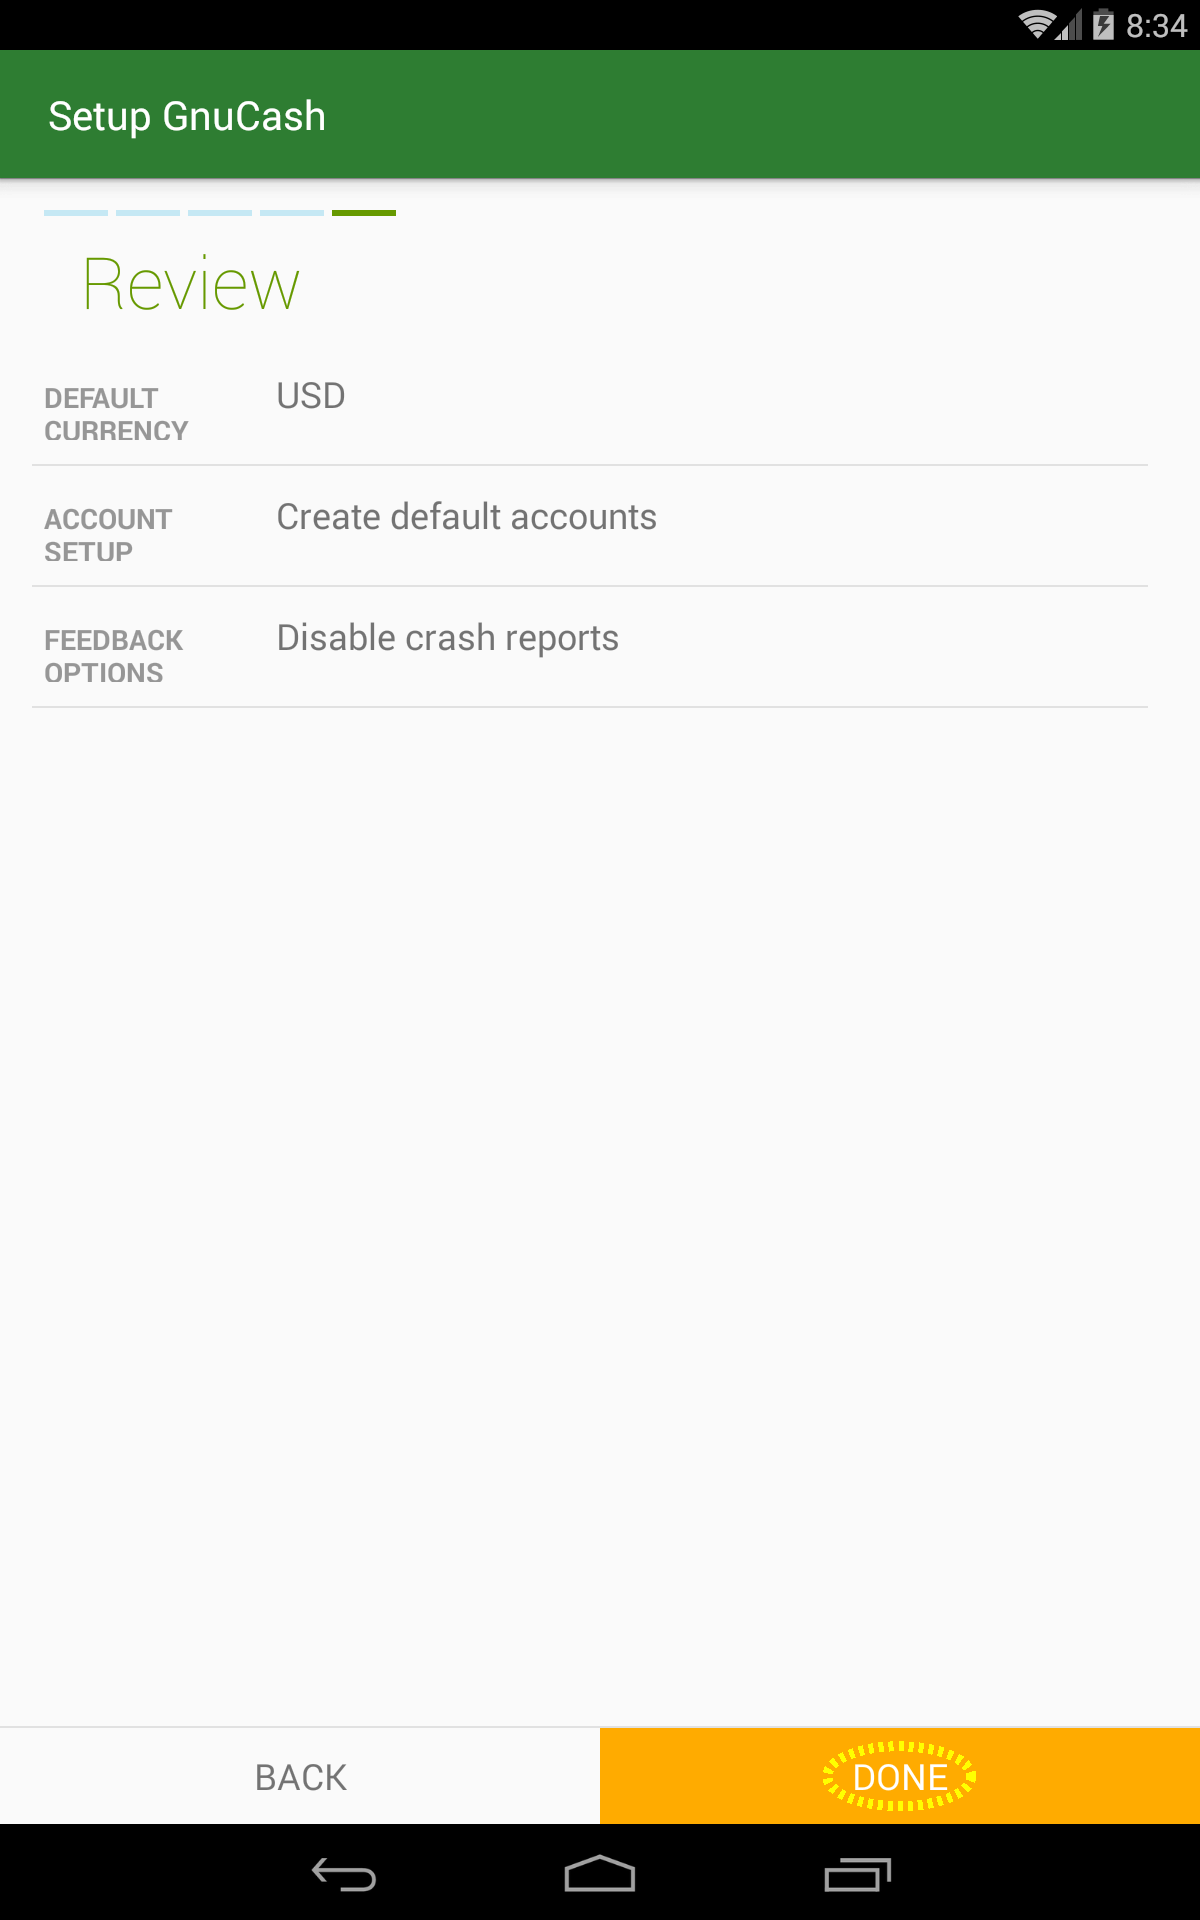 8:34
Setup GnuCash
Review
DEFAULT
CURRENCY
USD
ACCOUNT
SETUP
Create default accounts
FEEDBACK
OPTIONS
Disable crash reports
BACK
DONE